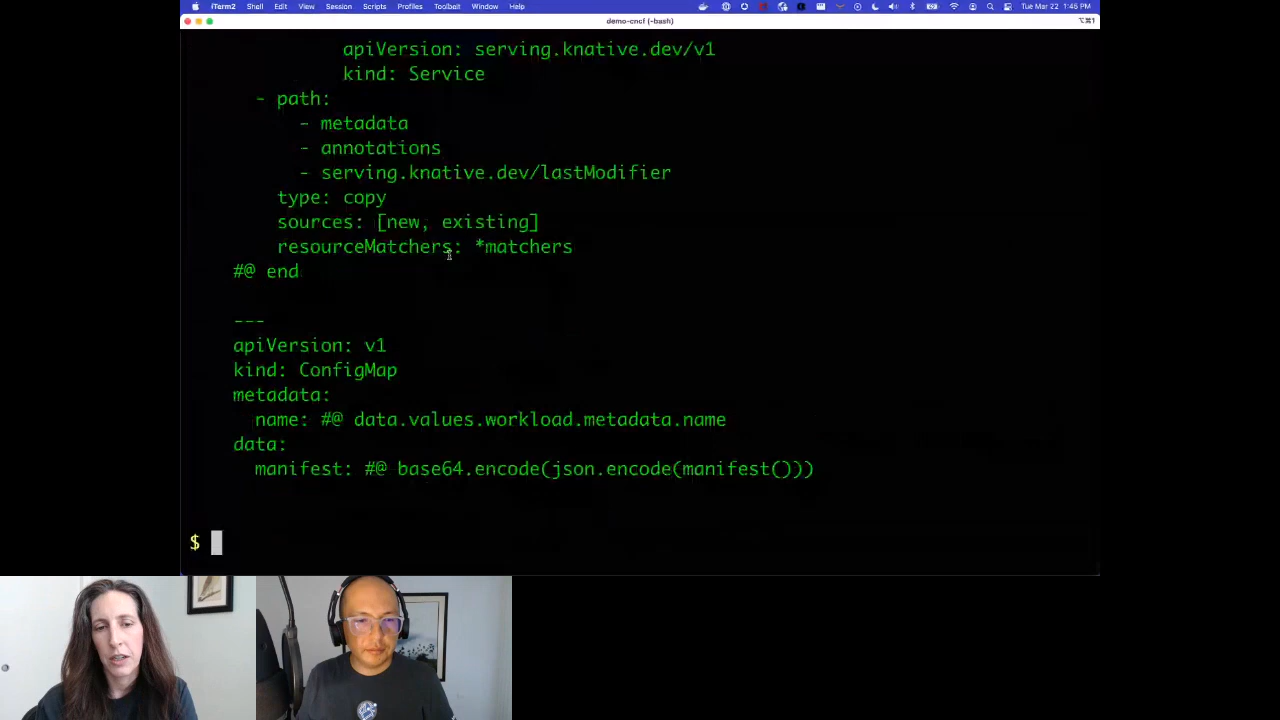 iTerm2 Shell Edit View Session Scripts Profiles Toolbelt Window Help
Tue Mar 22 1:45 PM
demo-cncf (-bash)
⌥⌘1
apiVersion: serving.knative.dev/v1
kind: Service
- path:
- metadata
- annotations
- serving.knative.dev/lastModifier
type: copy
sources: [new, existing]
resourceMatchers: *matchers
#@ end
---
apiVersion: v1
kind: ConfigMap
metadata:
name: #@ data.values.workload.metadata.name
data:
manifest: #@ base64.encode(json.encode(manifest()))
$